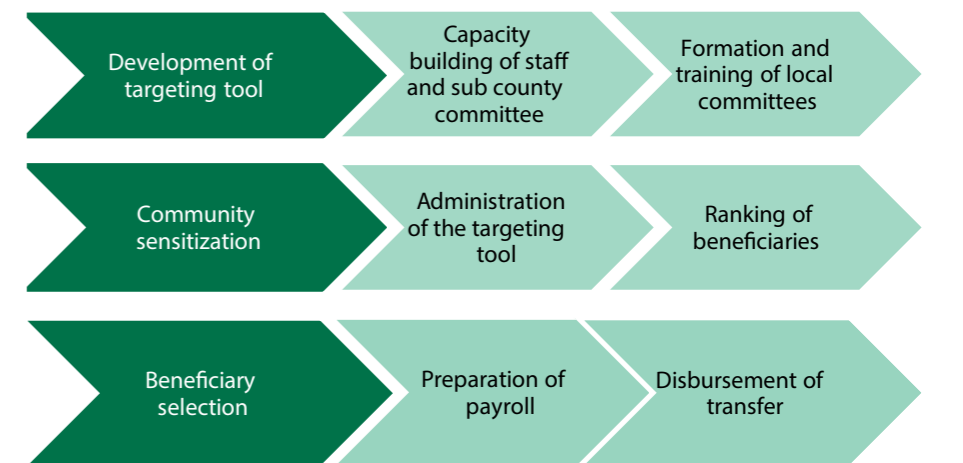 Development of
targeting tool
Capacity
building of staff
and sub county
committee
Formation and
training of local
committees
Community
sensitization
Administration
of the targeting
tool
Ranking of
beneficiaries
Beneficiary
selection
Preparation of
payroll
Disbursement of
transfer